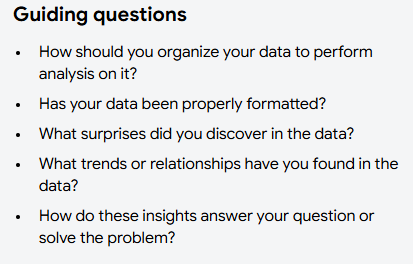 Guiding questions
• How should you organize your data to perform
analysis on it?
• Has your data been properly formatted?
• What surprises did you discover in the data?
• What trends or relationships have you found in the
data?
• How do these insights answer your question or
solve the problem?